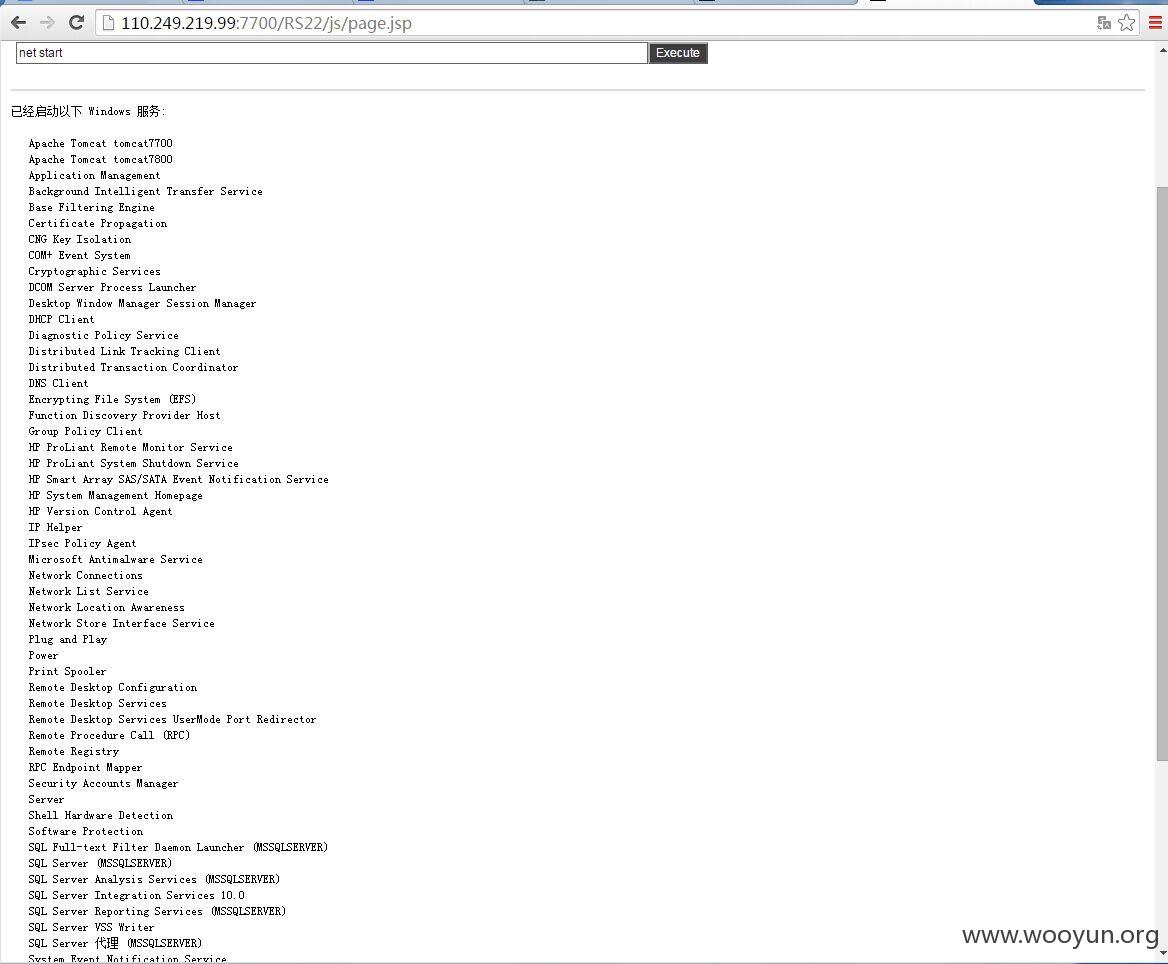 110.249.219.99:7700/RS22/js/page.jsp
net start Execute
已经启动以下 Windows 服务:
Apache Tomcat tomcat7700
Apache Tomcat tomcat7800
Application Management
Background Intelligent Transfer Service
Base Filtering Engine
Certificate Propagation
CNG Key Isolation
COM+ Event System
Cryptographic Services
DCOM Server Process Launcher
Desktop Window Manager Session Manager
DHCP Client
Diagnostic Policy Service
Distributed Link Tracking Client
Distributed Transaction Coordinator
DNS Client
Encrypting File System (EFS)
Function Discovery Provider Host
Group Policy Client
HP ProLiant Remote Monitor Service
HP ProLiant System Shutdown Service
HP Smart Array SAS/SATA Event Notification Service
HP System Management Homepage
HP Version Control Agent
IP Helper
IPsec Policy Agent
Microsoft Antimalware Service
Network Connections
Network List Service
Network Location Awareness
Network Store Interface Service
Plug and Play
Power
Print Spooler
Remote Desktop Configuration
Remote Desktop Services
Remote Desktop Services UserMode Port Redirector
Remote Procedure Call (RPC)
Remote Registry
RPC Endpoint Mapper
Security Accounts Manager
Server
Shell Hardware Detection
Software Protection
SQL Full-text Filter Daemon Launcher (MSSQLSERVER)
SQL Server (MSSQLSERVER)
SQL Server Analysis Services (MSSQLSERVER)
SQL Server Integration Services 10.0
SQL Server Reporting Services (MSSQLSERVER)
SQL Server VSS Writer
SQL Server 代理 (MSSQLSERVER)
System Event Notification Service
www.wooyun.org